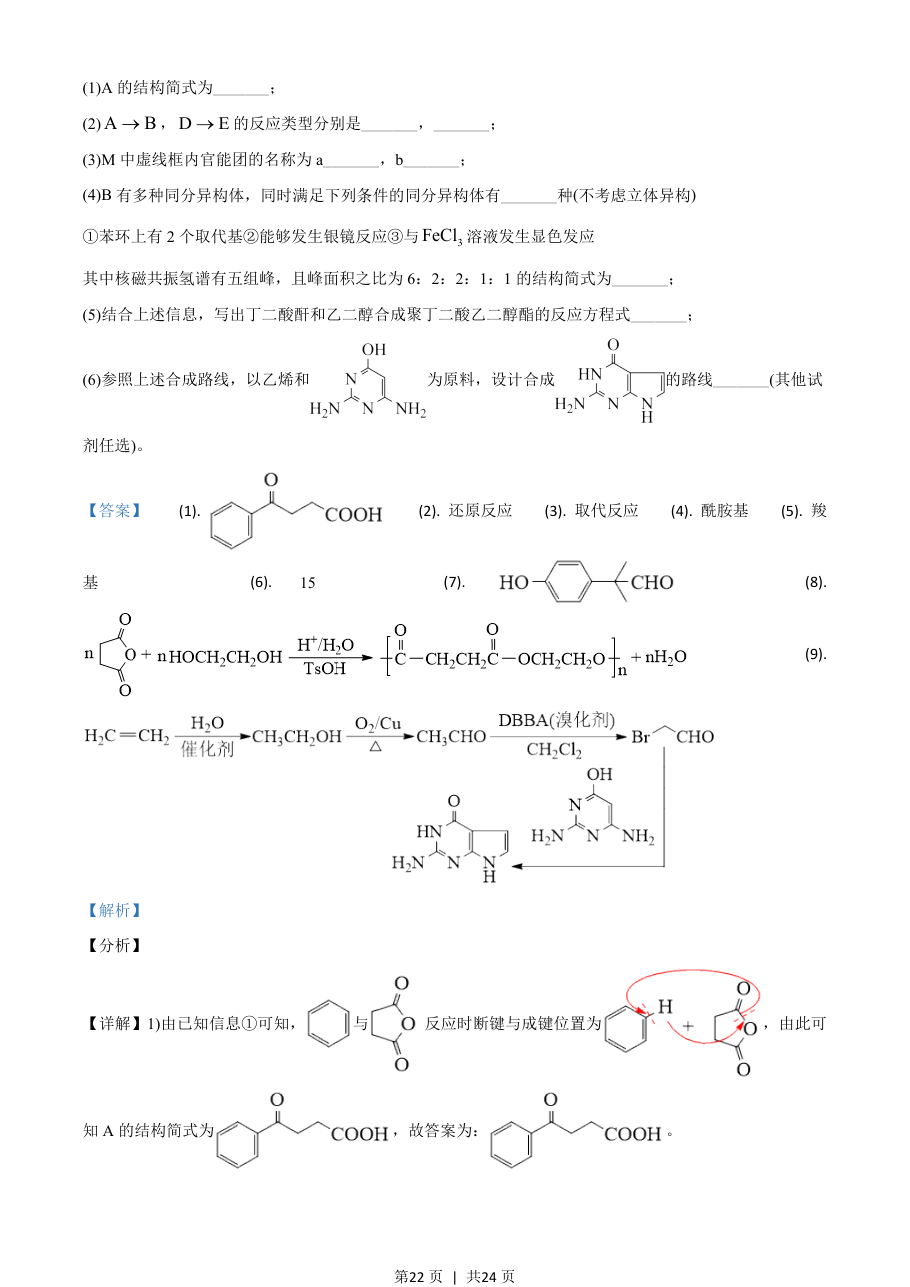 (1)A 的结构简式为_______；
(2) A → B，D → E 的反应类型分别是_______，_______；
(3)M 中虚线框内官能团的名称为 a_______，b_______；
(4)B 有多种同分异构体，同时满足下列条件的同分异构体有_______种(不考虑立体异构)
①苯环上有 2 个取代基②能够发生银镜反应③与 FeCl₃ 溶液发生显色发应
其中核磁共振氢谱有五组峰，且峰面积之比为 6：2：2：1：1 的结构简式为_______；
(5)结合上述信息，写出丁二酸酐和乙二醇合成聚丁二酸乙二醇酯的反应方程式_______；
(6)参照上述合成路线，以乙烯和 OH N H₂N N NH₂ 为原料，设计合成 O HN H₂N N N H 的路线_______(其他试
剂任选)。
【答案】 (1). O COOH (2). 还原反应 (3). 取代反应 (4). 酰胺基 (5). 羧
基 (6). 15 (7). HO CHO (8).
n O O O + n HOCH₂CH₂OH H⁺/H₂O TsOH [ O C — CH₂CH₂C O — OCH₂CH₂O ]n + nH₂O (9).
H₂C═CH₂ H₂O 催化剂 CH₃CH₂OH O₂/Cu △ CH₃CHO DBBA(溴化剂) CH₂Cl₂ Br CHO
O HN H₂N N N H OH N H₂N N NH₂
【解析】
【分析】
【详解】1)由已知信息①可知， 与 O O O 反应时断键与成键位置为 H + O O O ，由此可
知 A 的结构简式为 O COOH ，故答案为： O COOH 。
第22 页 | 共24 页